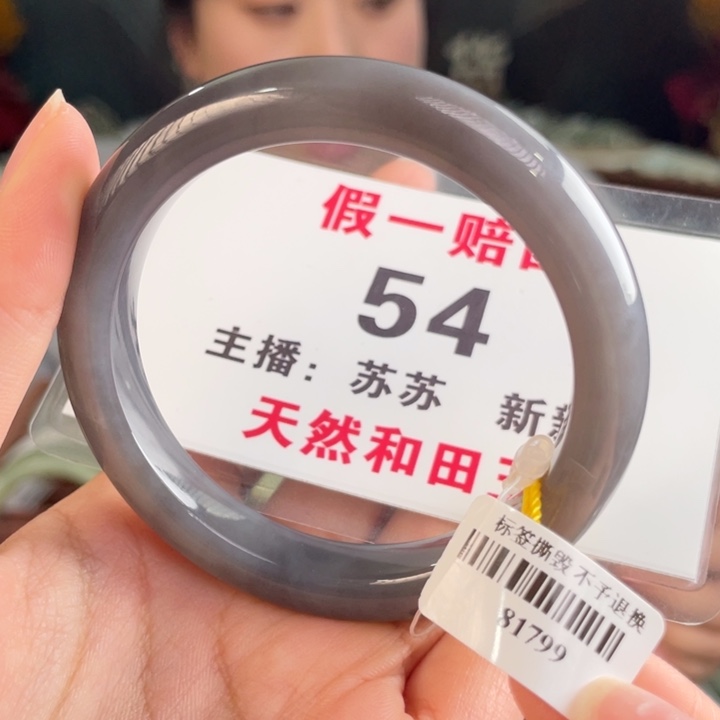 假一赔
54
主播：苏苏 新
天然和田
标签撕毁不予退换
81799